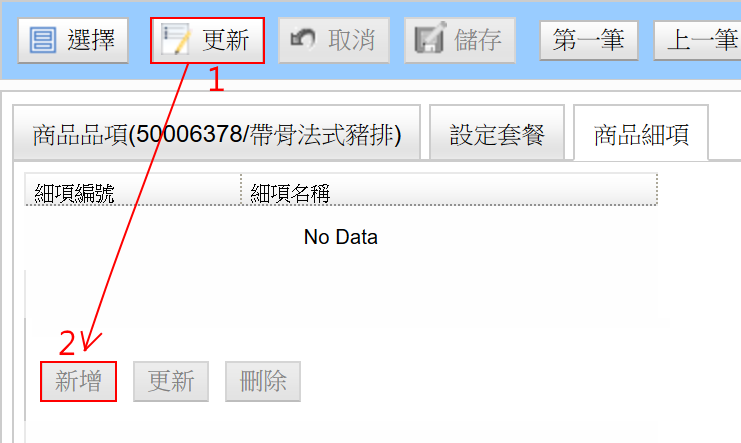 選擇 更新 取消 儲存 第一筆 上一筆
1
商品品項(50006378/帶骨法式豬排) 設定套餐 商品細項
細項編號 細項名稱
No Data
2
新增 更新 刪除